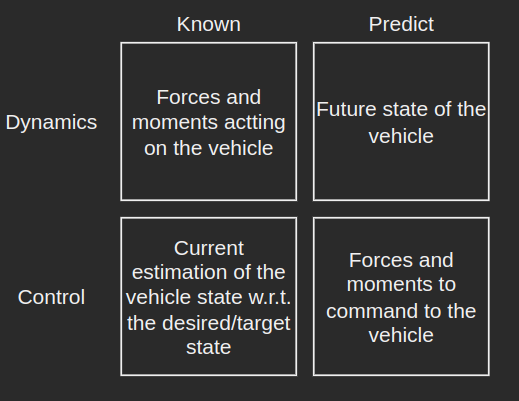 Known
Predict
Dynamics
Forces and
moments actting
on the vehicle
Future state of the
vehicle
Control
Current
estimation of the
vehicle state w.r.t.
the desired/target
state
Forces and
moments to
command to the
vehicle